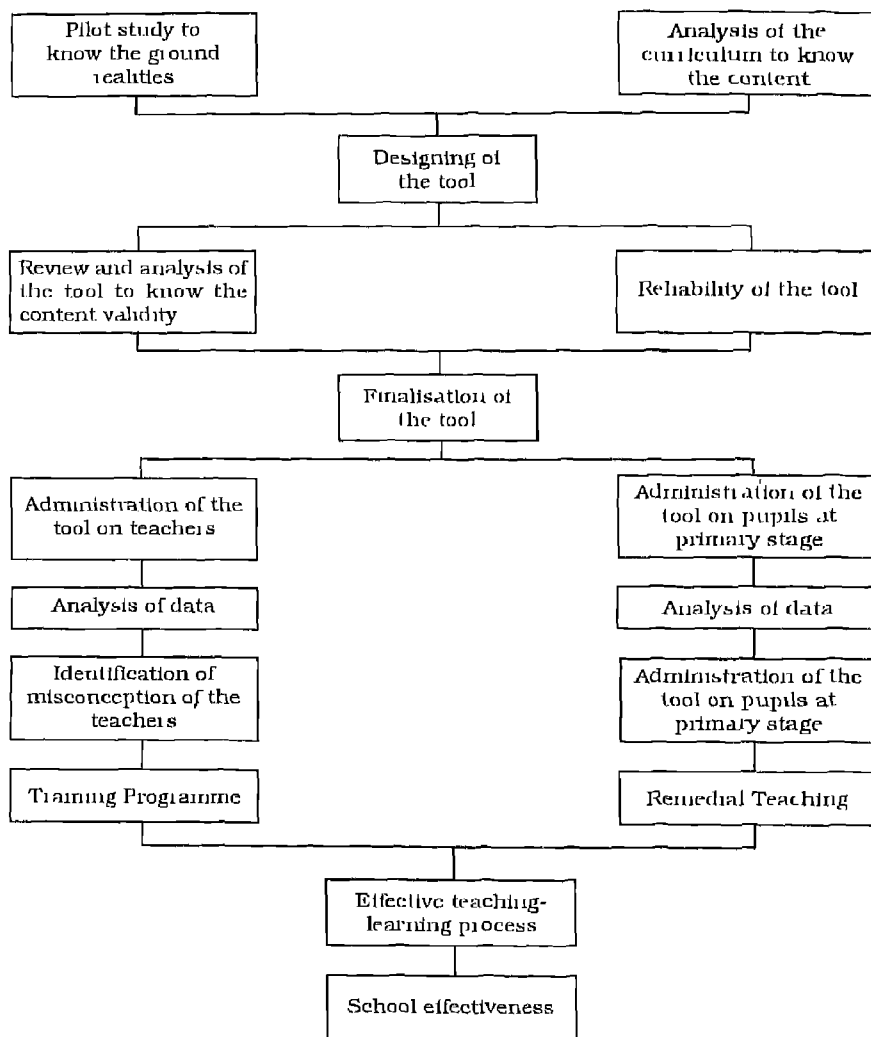 Pilot study to
know the ground
realities
Analysis of the
curriculum to know
the content
Designing of
the tool
Review and analysis of
the tool to know the
content validity
Reliability of the tool
Finalisation of
the tool
Administration of the
tool on teachers
Administration of the
tool on pupils at
primary stage
Analysis of data
Analysis of data
Identification of
misconception of the
teachers
Administration of the
tool on pupils at
primary stage
Training Programme
Remedial Teaching
Effective teaching-
learning process
School effectiveness